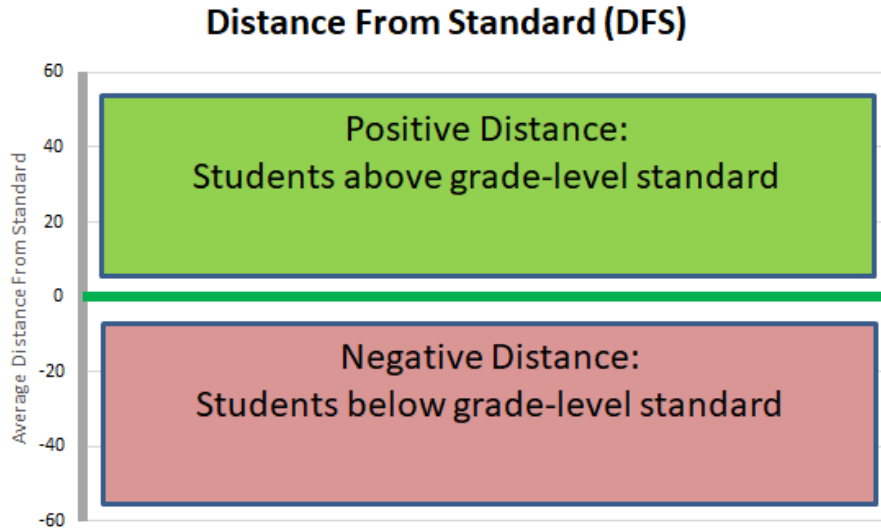 Distance From Standard (DFS)
Average Distance From Standard
60
40
20
0
-20
-40
-60
Positive Distance:
Students above grade-level standard
Negative Distance:
Students below grade-level standard